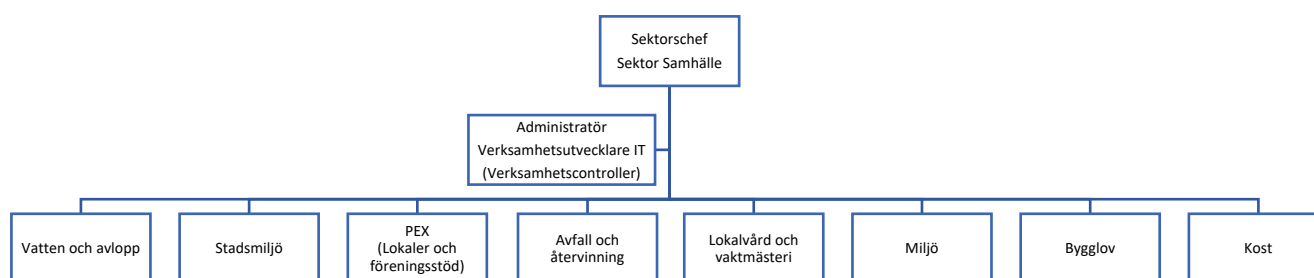 Sektorschef
Sektor Samhälle
Administratör
Verksamhetsutvecklare IT
(Verksamhetscontroller)
Vatten och avlopp
Stadsmiljö
PEX
(Lokaler och
föreningsstöd)
Avfall och
återvinning
Lokalvård och
vaktmästeri
Miljö
Bygglov
Kost